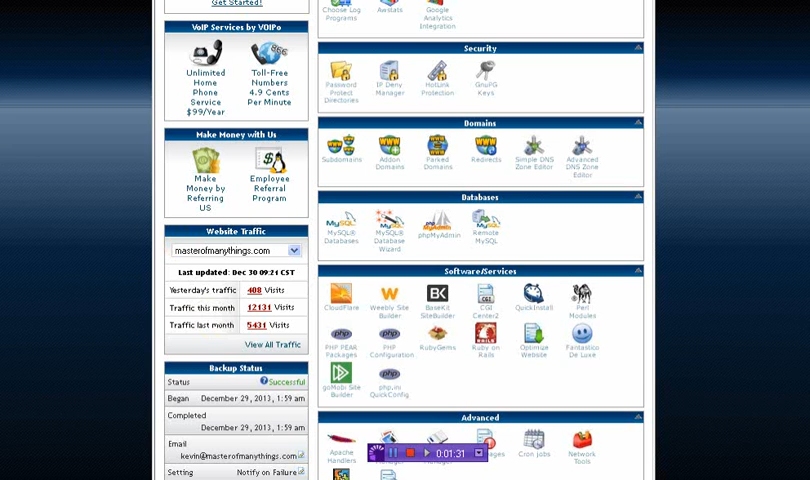 Getting Started!
VoIP Services by VOIPo
Unlimited
Home
Phone
Service
$99/Year
Toll-Free
Numbers
4.9 Cents
Per Minute
Make Money with Us
Make
Money by
Referring
US
Employee
Referral
Program
Website Traffic
masterofmanythings.com
Last updated: Dec 30 09:21 CST
Yesterday's traffic 408 Visits
Traffic this month 12131 Visits
Traffic last month 5431 Visits
View All Traffic
Backup Status
Status Successful
Began December 29, 2013, 1:59 am
Completed
December 29, 2013, 1:59 am
Email
kevin@masterofmanythings.com
Setting Notify on Failure
Choose Log
Programs
Awstats
Google
Analytics
Integration
Security
Password
Protect
Directories
IP Deny
Manager
HotLink
Protection
GnuPG
Keys
Domains
Subdomains
Addon
Domains
Parked
Domains
Redirects
Simple DNS
Zone Editor
Advanced
DNS Zone
Editor
Databases
MySQL®
Databases
MySQL®
Database
Wizard
phpMyAdmin
Remote
MySQL
Software/Services
CloudFlare
Weebly Site
Builder
BaseKit
SiteBuilder
CGI
Center2
QuickInstall
Perl
Modules
PHP PEAR
Packages
PHP
Configuration
RubyGems
Ruby on
Rails
Optimize
Website
Fantastico
De Luxe
goMobi Site
Builder
php.ini
QuickConfig
Advanced
Apache
Handlers
Cron jobs
Network
Tools
0:01:31